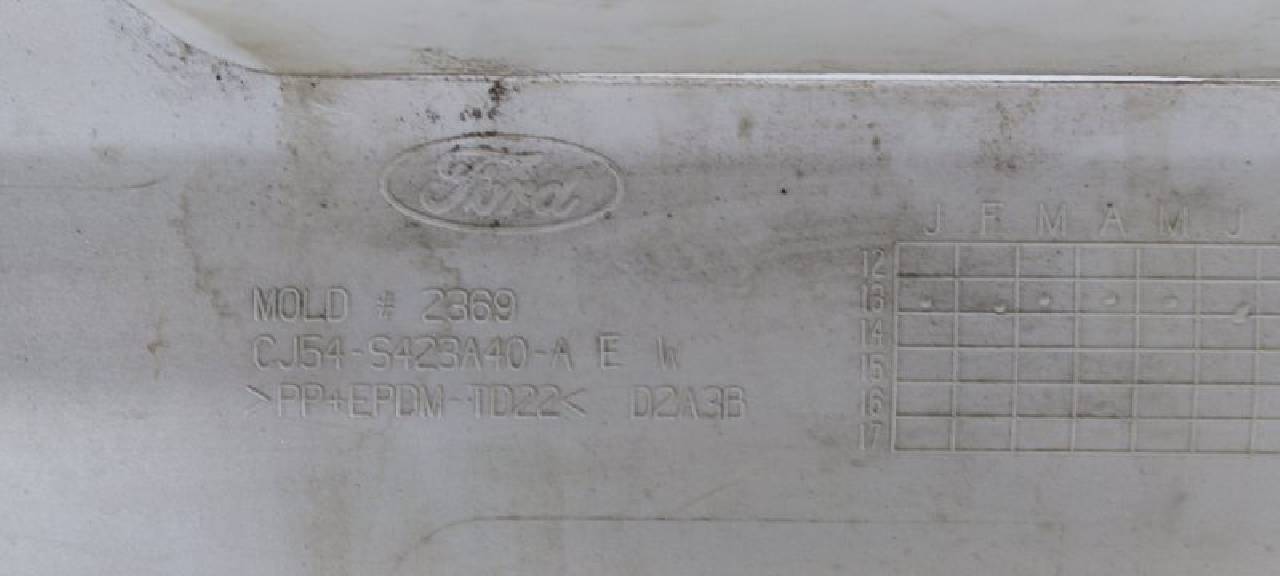 Ford
MOLD # 2369
CJ54-S423A40-A E W
>PP+EPDM-TD22< D2A3B
J F M A M J
12
13
14
15
16
17